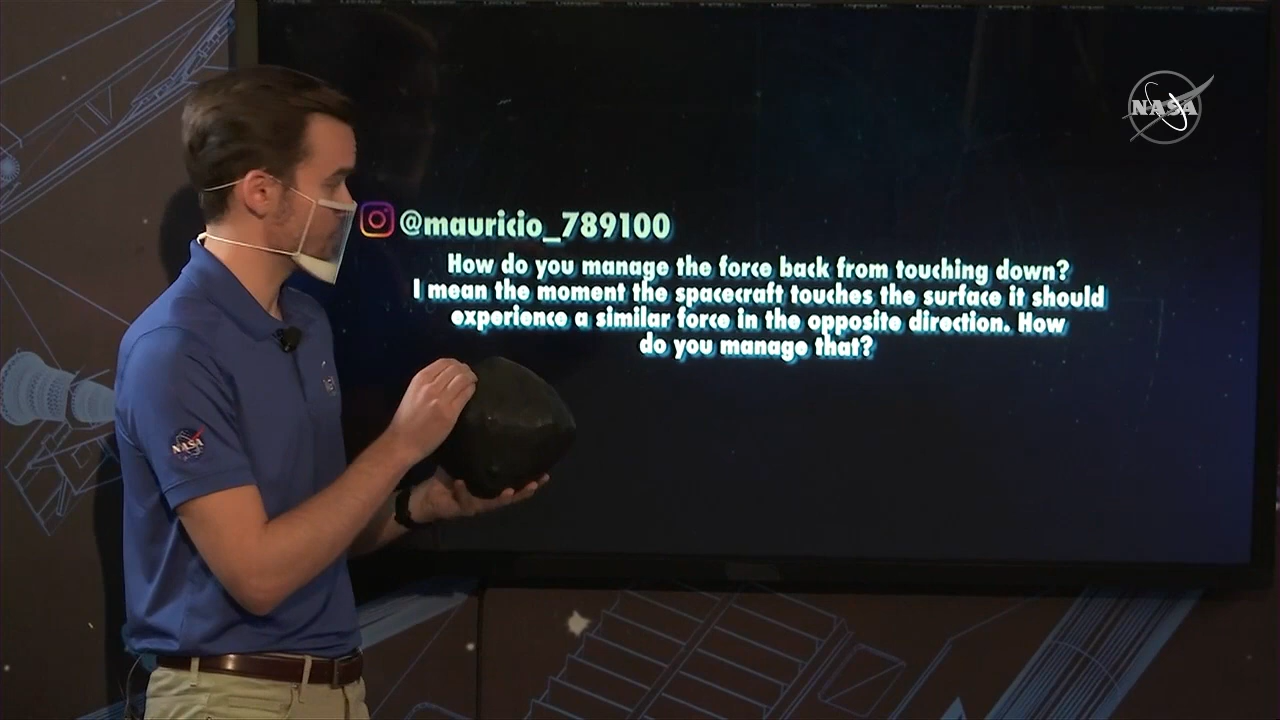 NASA
@mauricio_789100
How do you manage the force back from touching down?
I mean the moment the spacecraft touches the surface it should
experience a similar force in the opposite direction. How
do you manage that?
NASA